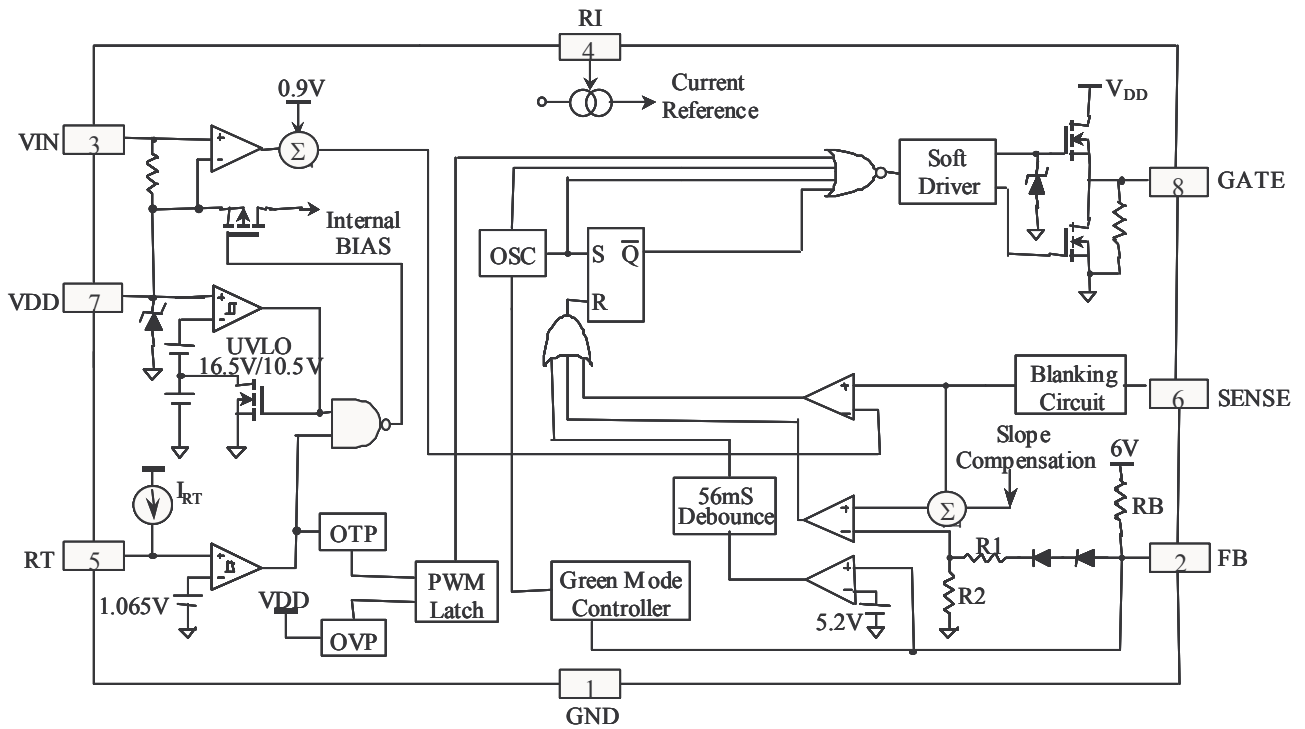 RI
4
0.9V
Current
Reference
VDD
VIN
3
+
-
Σ
Soft
Driver
8
GATE
Internal
BIAS
OSC
S
Q̅
R
VDD
7
+
-
UVLO
16.5V/10.5V
Blanking
Circuit
6
SENSE
+
-
Slope
Compensation
6V
IRT
56mS
Debounce
+
-
Σ
RB
RT
5
+
-
OTP
R1
2
FB
1.065V
VDD
PWM
Latch
Green Mode
Controller
+
-
R2
5.2V
OVP
1
GND